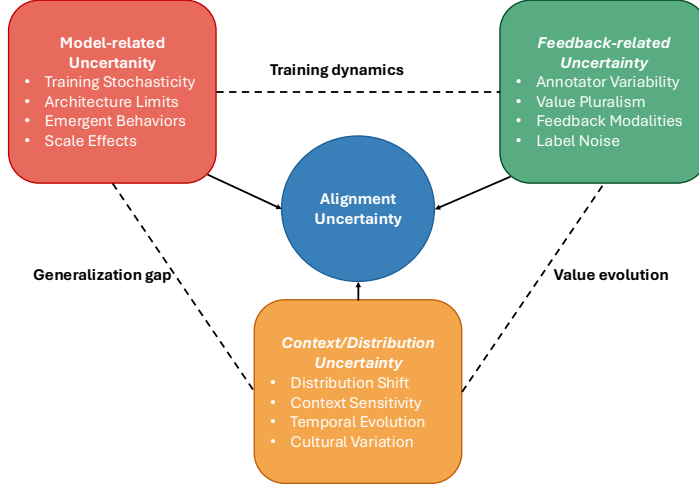 Model-related
Uncertanity
• Training Stochasticity
• Architecture Limits
• Emergent Behaviors
• Scale Effects
Training dynamics
Feedback-related
Uncertainty
• Annotator Variability
• Value Pluralism
• Feedback Modalities
• Label Noise
Alignment
Uncertainty
Generalization gap
Value evolution
Context/Distribution
Uncertainty
• Distribution Shift
• Context Sensitivity
• Temporal Evolution
• Cultural Variation